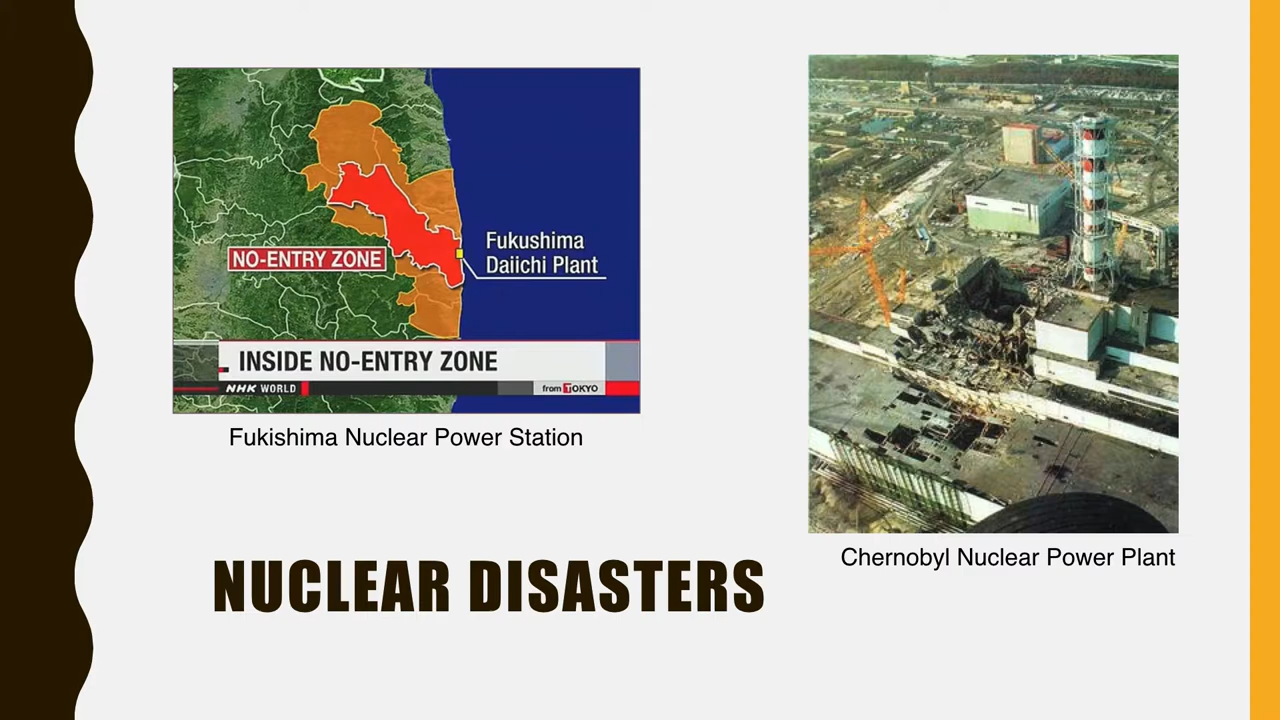 Fukushima
Daiichi Plant
NO-ENTRY ZONE
INSIDE NO-ENTRY ZONE
NHK WORLD
from TOKYO
Fukishima Nuclear Power Station
Chernobyl Nuclear Power Plant
NUCLEAR DISASTERS